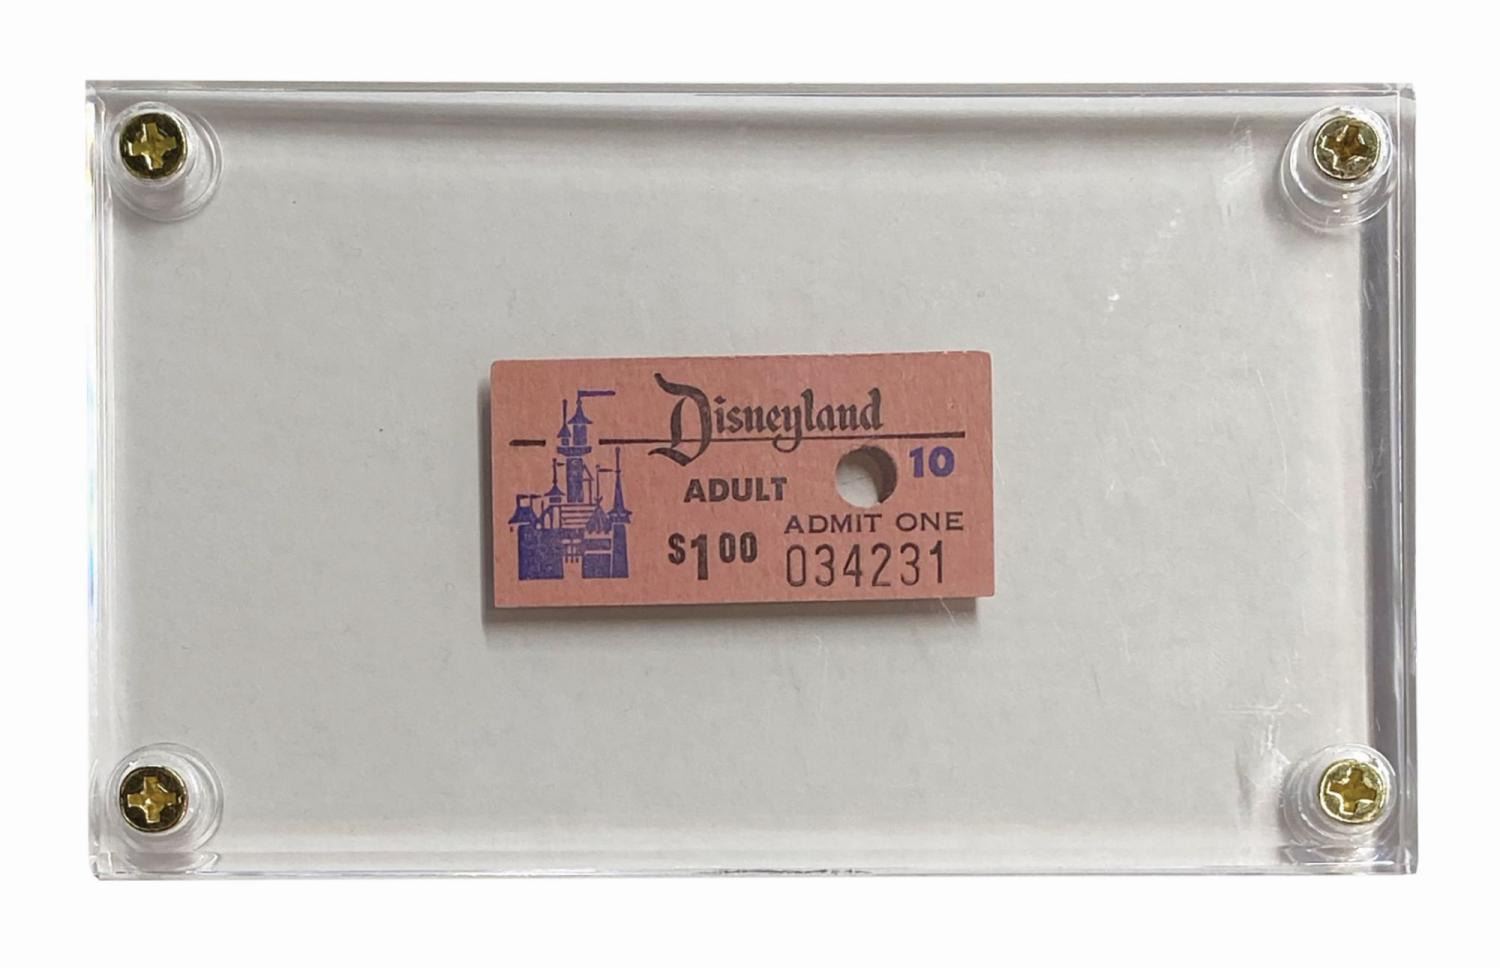 Disneyland
ADULT
10
ADMIT ONE
$1.00
034231